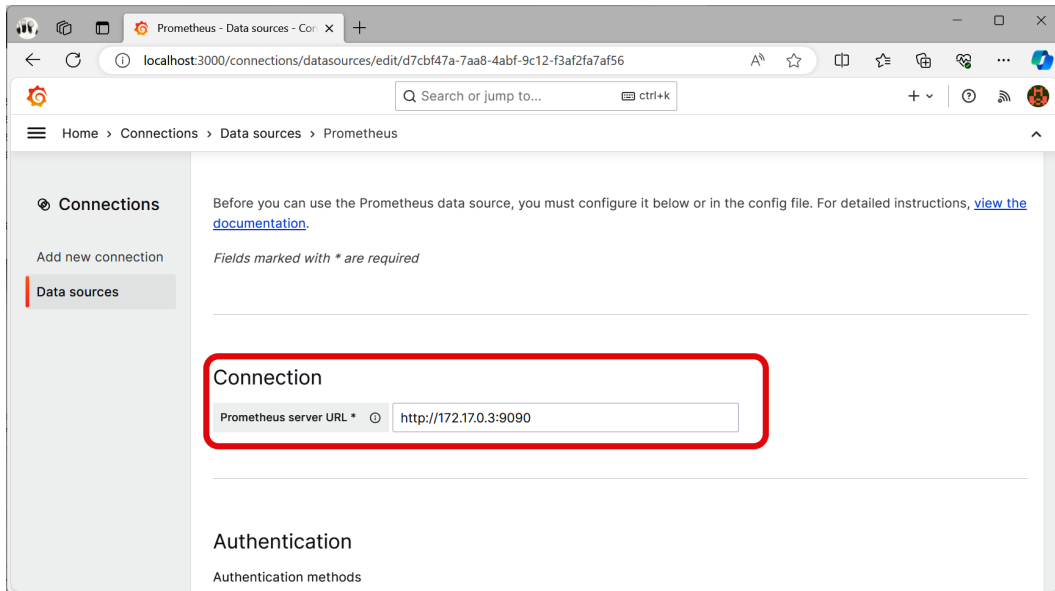 Prometheus - Data sources - Con
localhost:3000/connections/datasources/edit/d7cbf47a-7aa8-4abf-9c12-f3af2fa7af56
Search or jump to... ctrl+k
Home › Connections › Data sources › Prometheus
Connections
Add new connection
Data sources
Before you can use the Prometheus data source, you must configure it below or in the config file. For detailed instructions, view the
documentation.
Fields marked with * are required
Connection
Prometheus server URL * http://172.17.0.3:9090
Authentication
Authentication methods